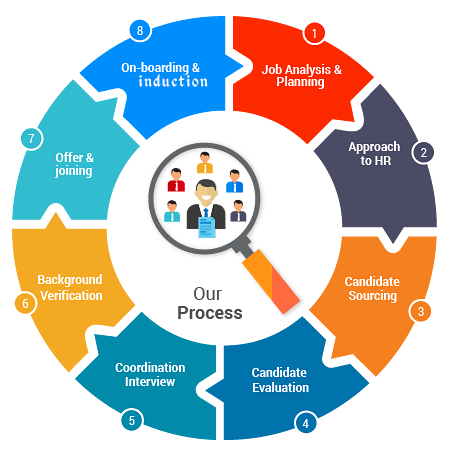 1
Job Analysis &
Planning
2
Approach
to HR
3
Candidate
Sourcing
4
Candidate
Evaluation
5
Coordination
Interview
6
Background
Verification
7
Offer &
joining
8
On-boarding &
induction
Our
Process